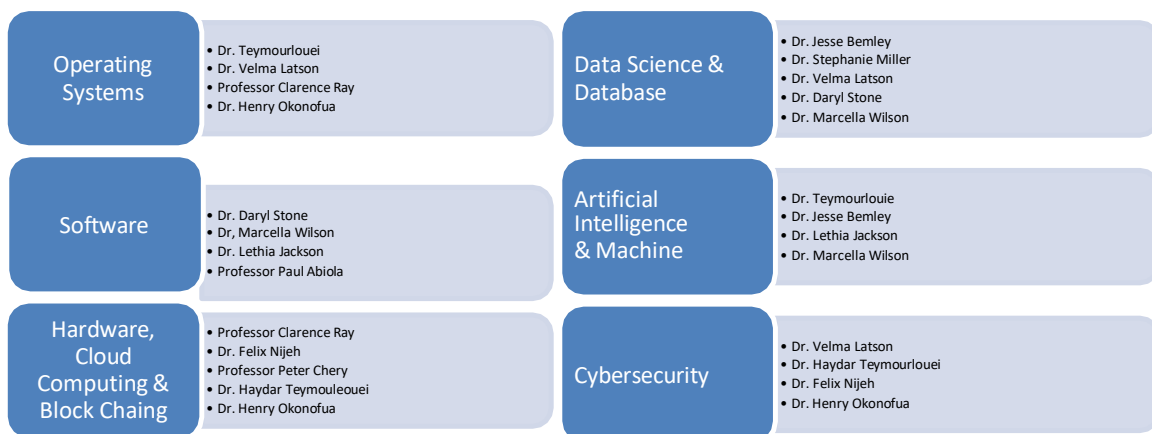 Operating
Systems
• Dr. Teymourlouei
• Dr. Velma Latson
• Professor Clarence Ray
• Dr. Henry Okonofua
Data Science &
Database
• Dr. Jesse Bemley
• Dr. Stephanie Miller
• Dr. Velma Latson
• Dr. Daryl Stone
• Dr. Marcella Wilson
Software
• Dr. Daryl Stone
• Dr, Marcella Wilson
• Dr. Lethia Jackson
• Professor Paul Abiola
Artificial
Intelligence
& Machine
• Dr. Teymourlouie
• Dr. Jesse Bemley
• Dr. Lethia Jackson
• Dr. Marcella Wilson
Hardware,
Cloud
Computing &
Block Chaing
• Professor Clarence Ray
• Dr. Felix Nijeh
• Professor Peter Chery
• Dr. Haydar Teymouleouei
• Dr. Henry Okonofua
Cybersecurity
• Dr. Velma Latson
• Dr. Haydar Teymourlouei
• Dr. Felix Nijeh
• Dr. Henry Okonofua